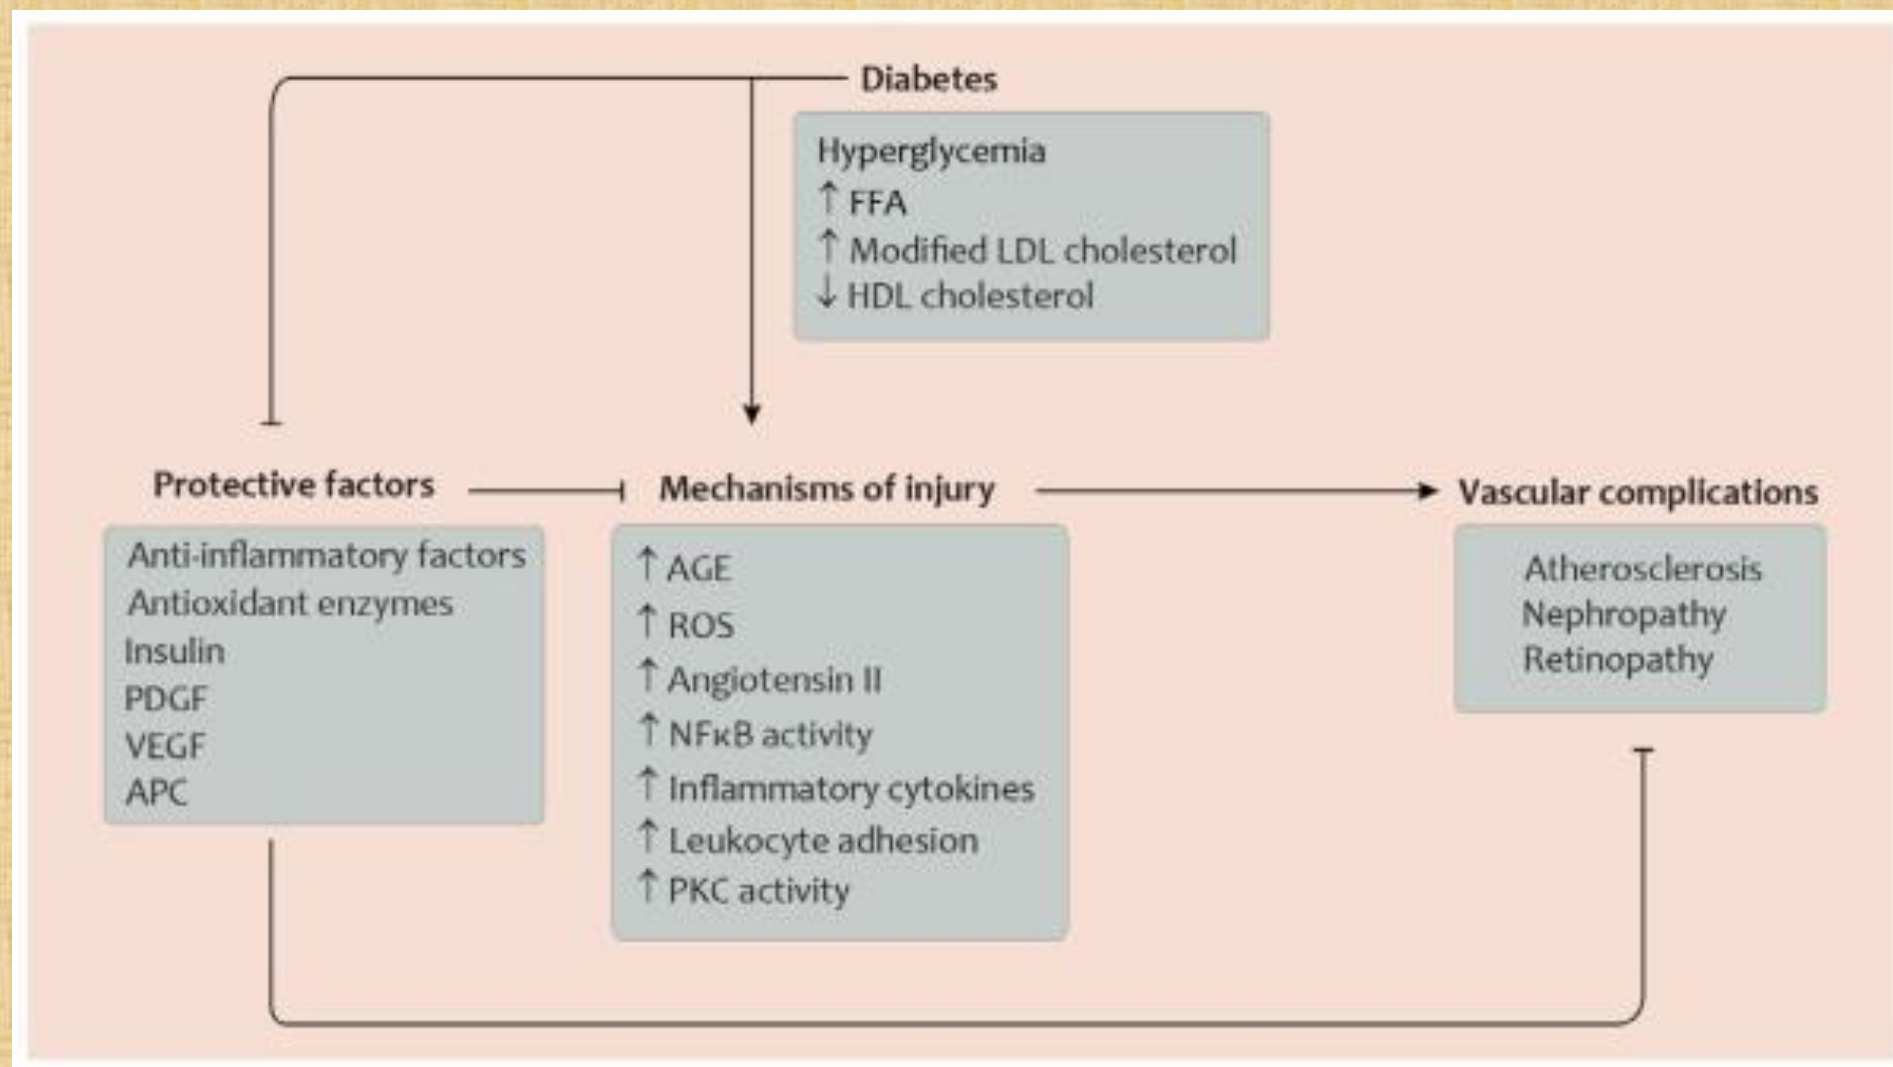 Diabetes
Hyperglycemia
↑ FFA
↑ Modified LDL cholesterol
↓ HDL cholesterol
Protective factors
Anti-inflammatory factors
Antioxidant enzymes
Insulin
PDGF
VEGF
APC
Mechanisms of injury
↑ AGE
↑ ROS
↑ Angiotensin II
↑ NFκB activity
↑ Inflammatory cytokines
↑ Leukocyte adhesion
↑ PKC activity
Vascular complications
Atherosclerosis
Nephropathy
Retinopathy